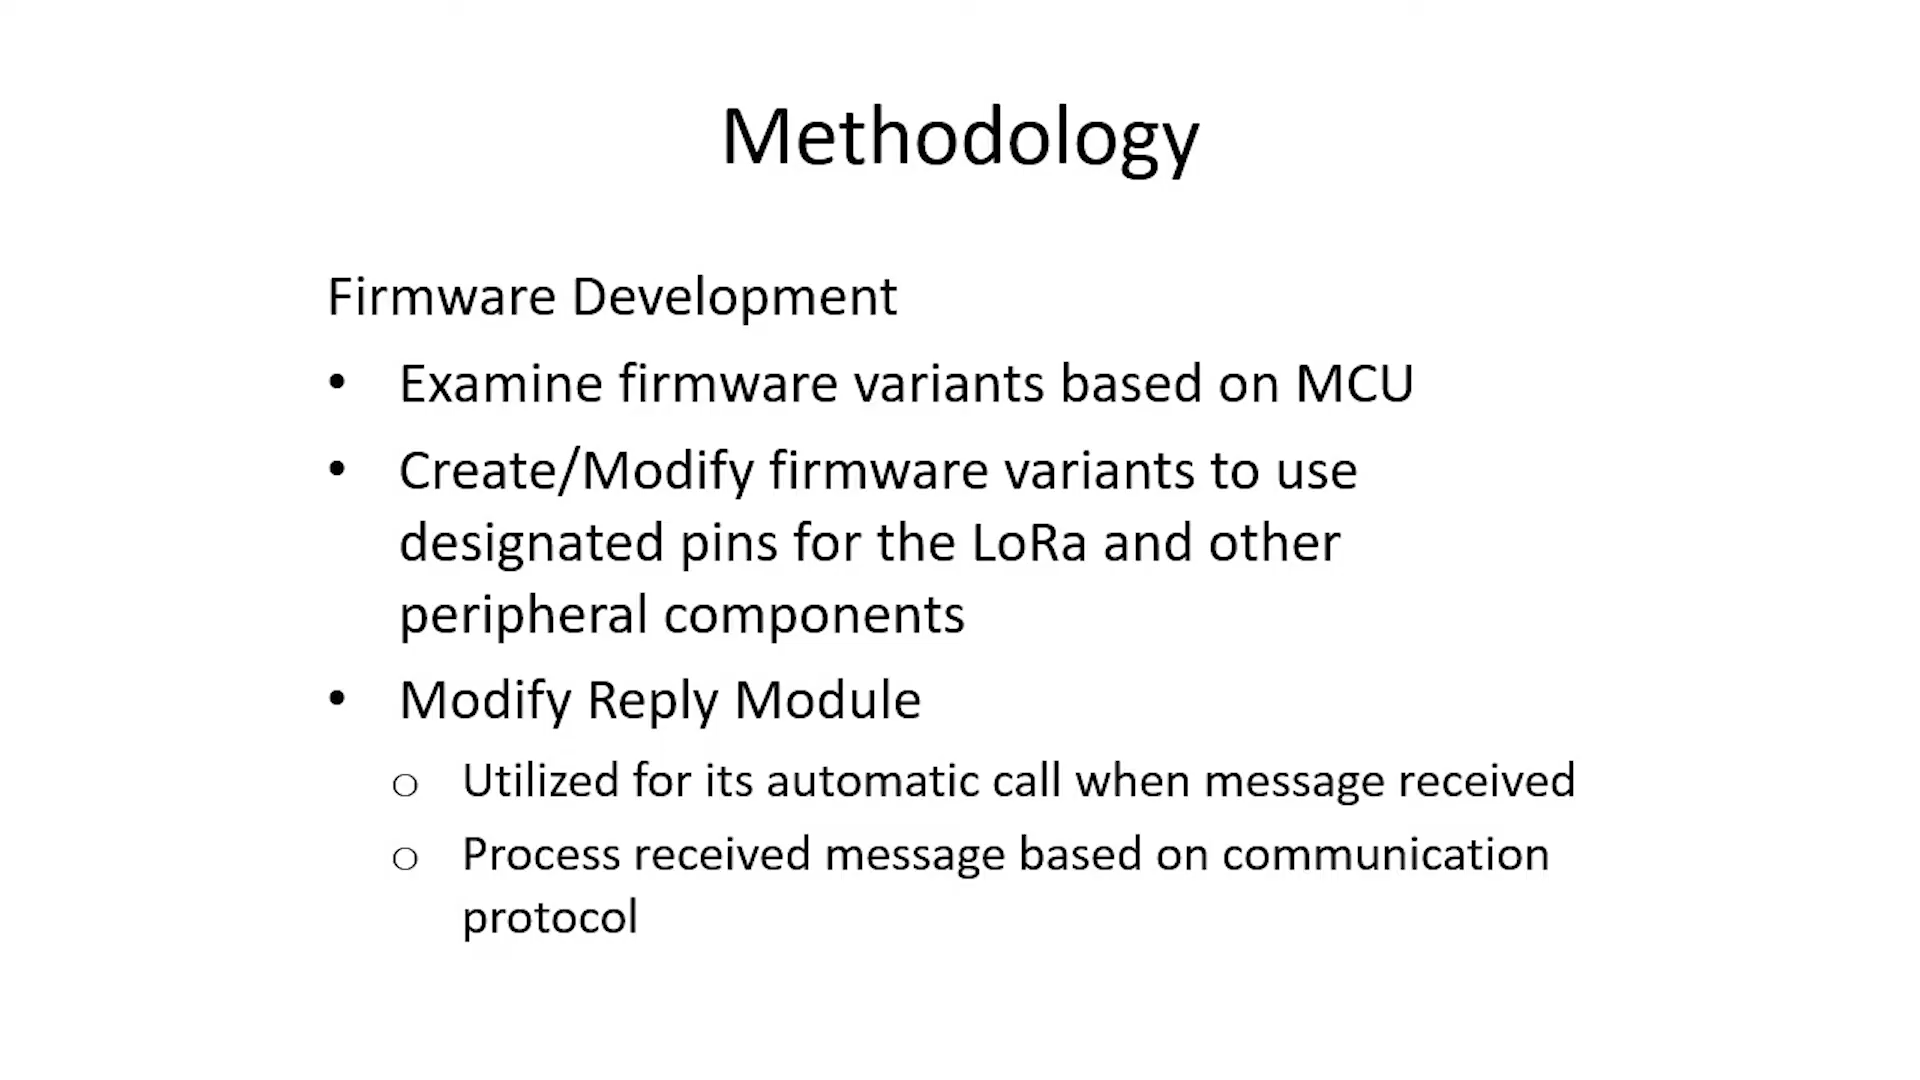 Methodology
Firmware Development
• Examine firmware variants based on MCU
• Create/Modify firmware variants to use
designated pins for the LoRa and other
peripheral components
• Modify Reply Module
o Utilized for its automatic call when message received
o Process received message based on communication
protocol